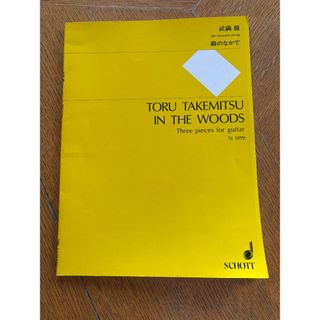 武満 徹
森のなかで
TORU TAKEMITSU
IN THE WOODS
Three pieces for guitar
SJ 1099
SCHOTT